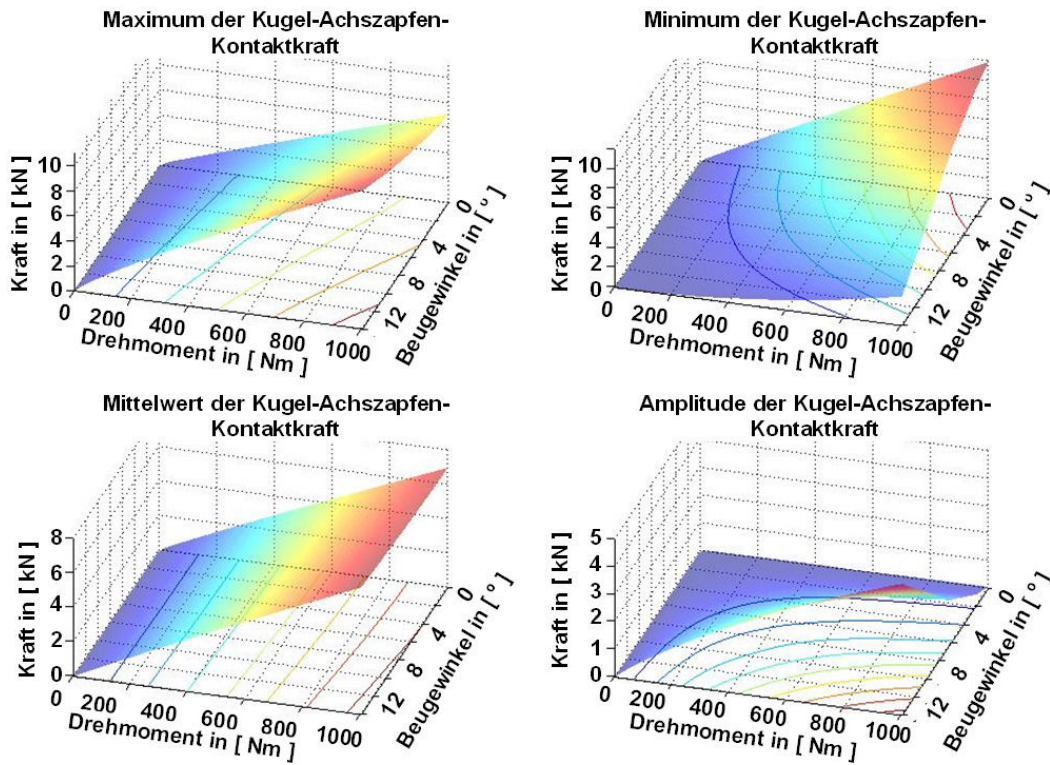 Maximum der Kugel-Achszapfen-
Kontaktkraft
Kraft in [ kN ]
10
8
6
4
2
0
0 200 400 600 800 1000
Drehmoment in [ Nm ]
0
4
8
12
Beugewinkel in [ º ]
Minimum der Kugel-Achszapfen-
Kontaktkraft
Kraft in [ kN ]
10
8
6
4
2
0
0 200 400 600 800 1000
Drehmoment in [ Nm ]
0
4
8
12
Beugewinkel in [ º ]
Mittelwert der Kugel-Achszapfen-
Kontaktkraft
Kraft in [ kN ]
8
6
4
2
0
0 200 400 600 800 1000
Drehmoment in [ Nm ]
0
4
8
12
Beugewinkel in [ º ]
Amplitude der Kugel-Achszapfen-
Kontaktkraft
Kraft in [ kN ]
5
4
3
2
1
0
0 200 400 600 800 1000
Drehmoment in [ Nm ]
0
4
8
12
Beugewinkel in [ º ]